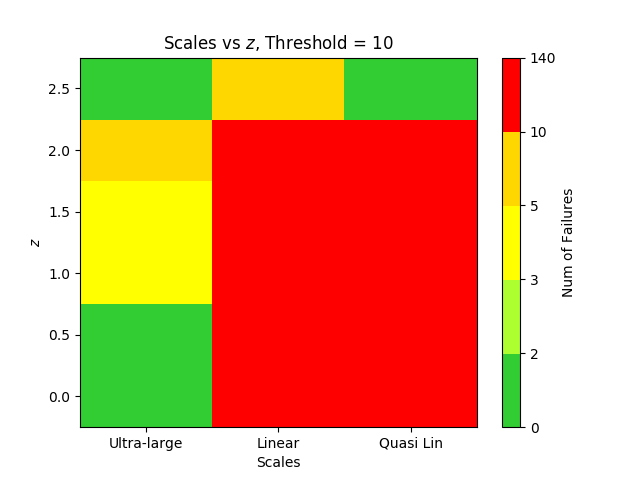 Scales vs z, Threshold = 10
2.5
2.0
1.5
1.0
0.5
0.0
z
Ultra-large
Linear
Quasi Lin
Scales
140
10
5
3
2
0
Num of Failures